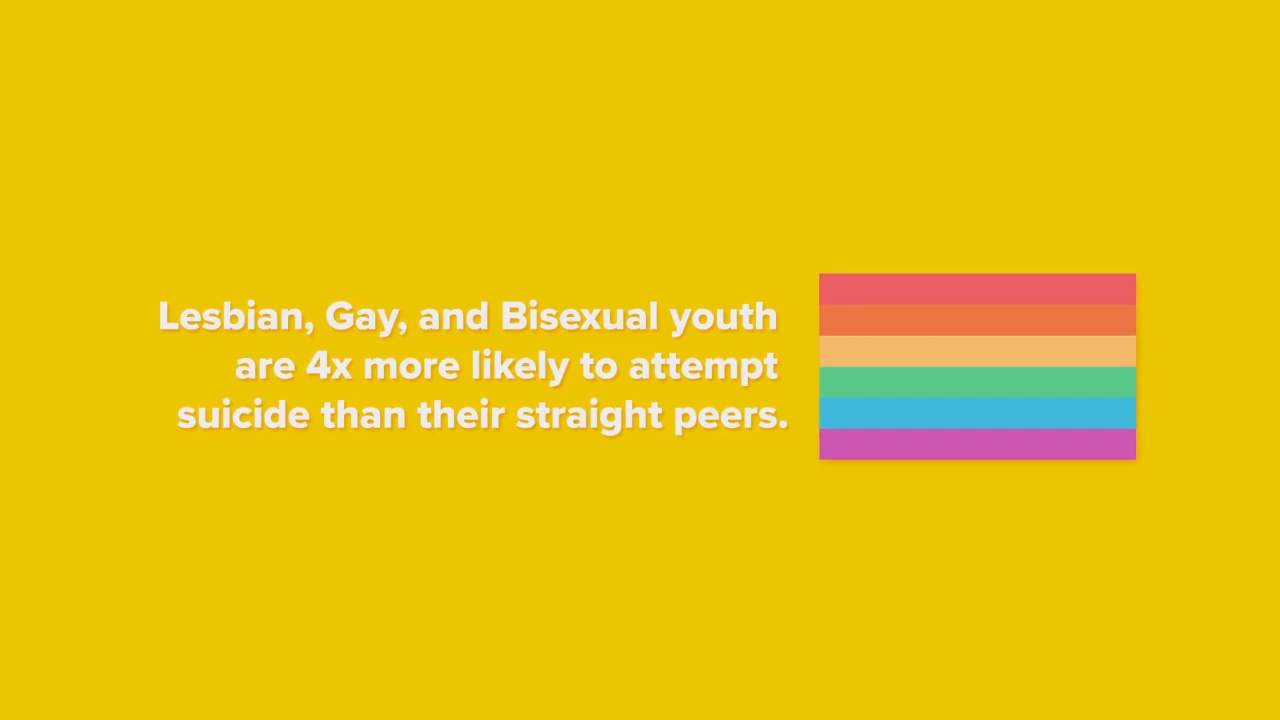 Lesbian, Gay, and Bisexual youth
are 4x more likely to attempt
suicide than their straight peers.